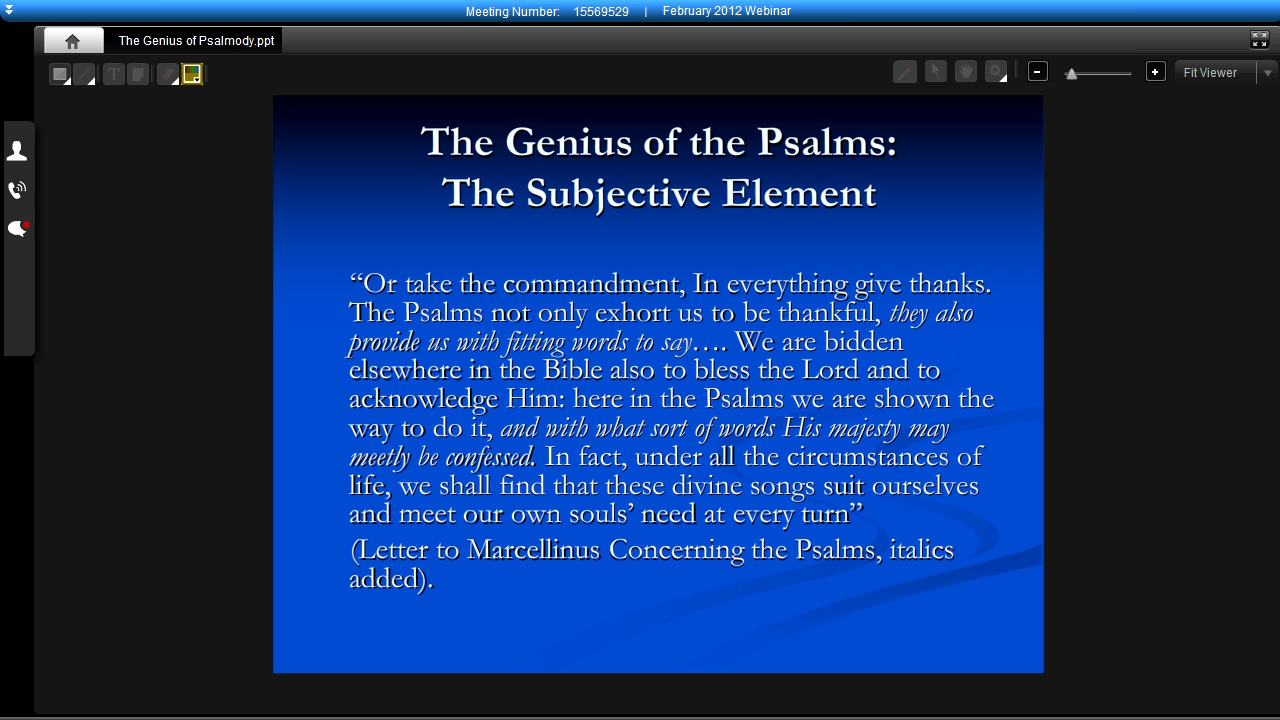 Meeting Number: 15569529 | February 2012 Webinar
The Genius of Psalmody.ppt
T
Fit Viewer
The Genius of the Psalms:
The Subjective Element
“Or take the commandment, In everything give thanks.
The Psalms not only exhort us to be thankful, they also
provide us with fitting words to say…. We are bidden
elsewhere in the Bible also to bless the Lord and to
acknowledge Him: here in the Psalms we are shown the
way to do it, and with what sort of words His majesty may
meetly be confessed. In fact, under all the circumstances of
life, we shall find that these divine songs suit ourselves
and meet our own souls’ need at every turn”
(Letter to Marcellinus Concerning the Psalms, italics
added).